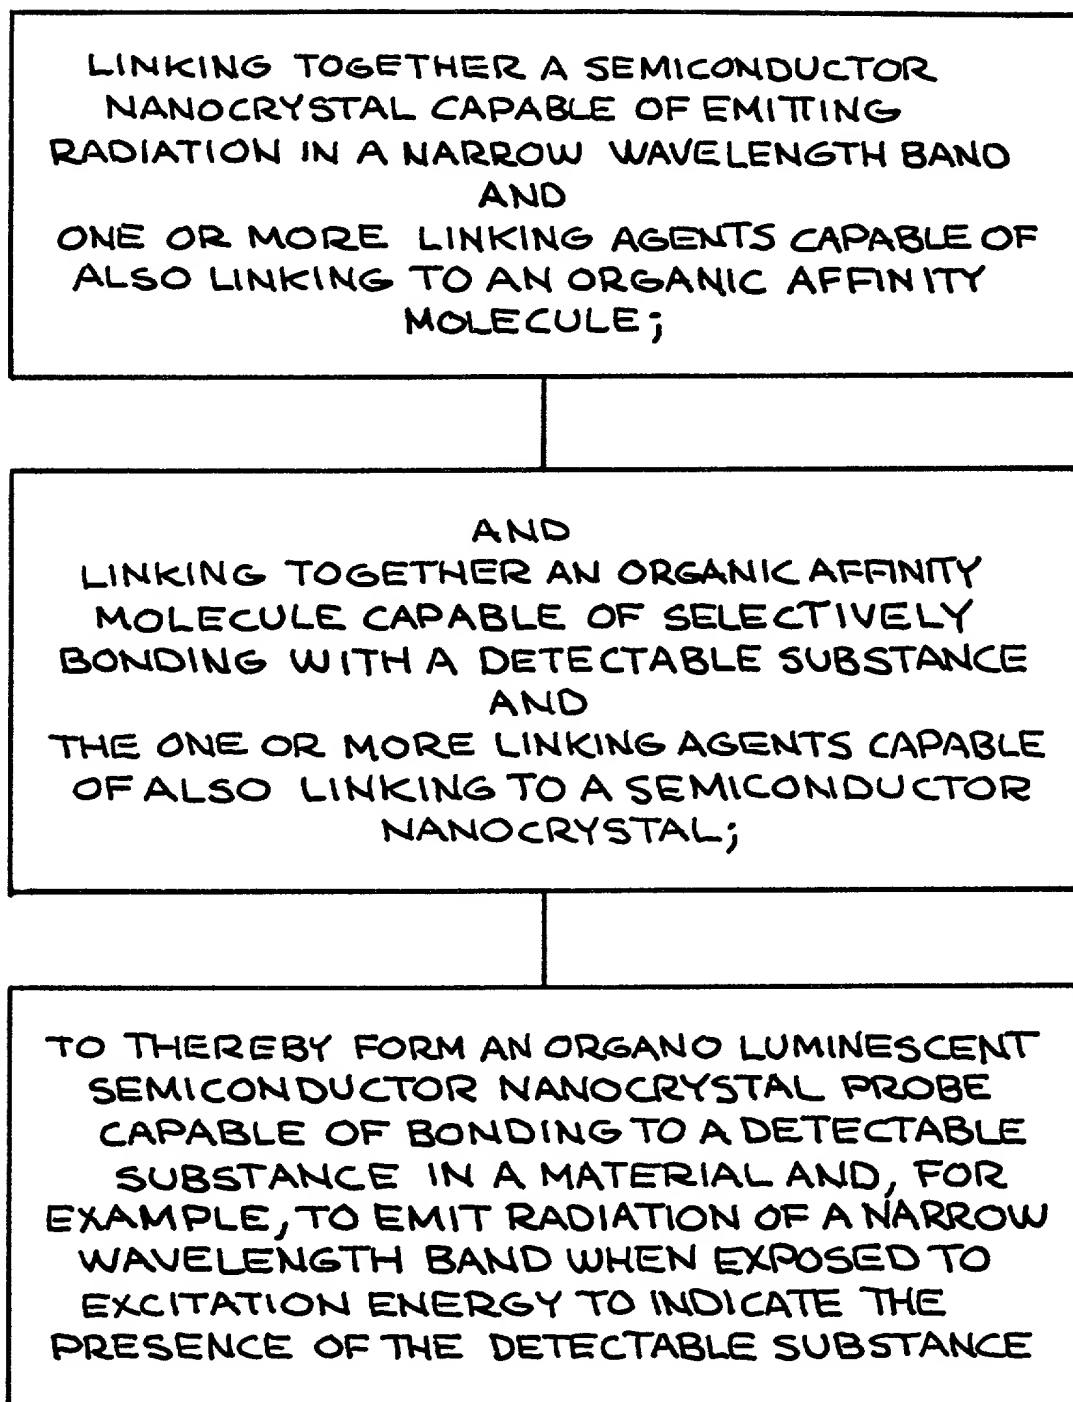 LINKING TOGETHER A SEMICONDUCTOR
NANOCRYSTAL CAPABLE OF EMITTING
RADIATION IN A NARROW WAVELENGTH BAND
AND
ONE OR MORE LINKING AGENTS CAPABLE OF
ALSO LINKING TO AN ORGANIC AFFINITY
MOLECULE;
AND
LINKING TOGETHER AN ORGANIC AFFINITY
MOLECULE CAPABLE OF SELECTIVELY
BONDING WITH A DETECTABLE SUBSTANCE
AND
THE ONE OR MORE LINKING AGENTS CAPABLE
OF ALSO LINKING TO A SEMICONDUCTOR
NANOCRYSTAL;
TO THEREBY FORM AN ORGANO LUMINESCENT
SEMICONDUCTOR NANOCRYSTAL PROBE
CAPABLE OF BONDING TO A DETECTABLE
SUBSTANCE IN A MATERIAL AND, FOR
EXAMPLE, TO EMIT RADIATION OF A NARROW
WAVELENGTH BAND WHEN EXPOSED TO
EXCITATION ENERGY TO INDICATE THE
PRESENCE OF THE DETECTABLE SUBSTANCE